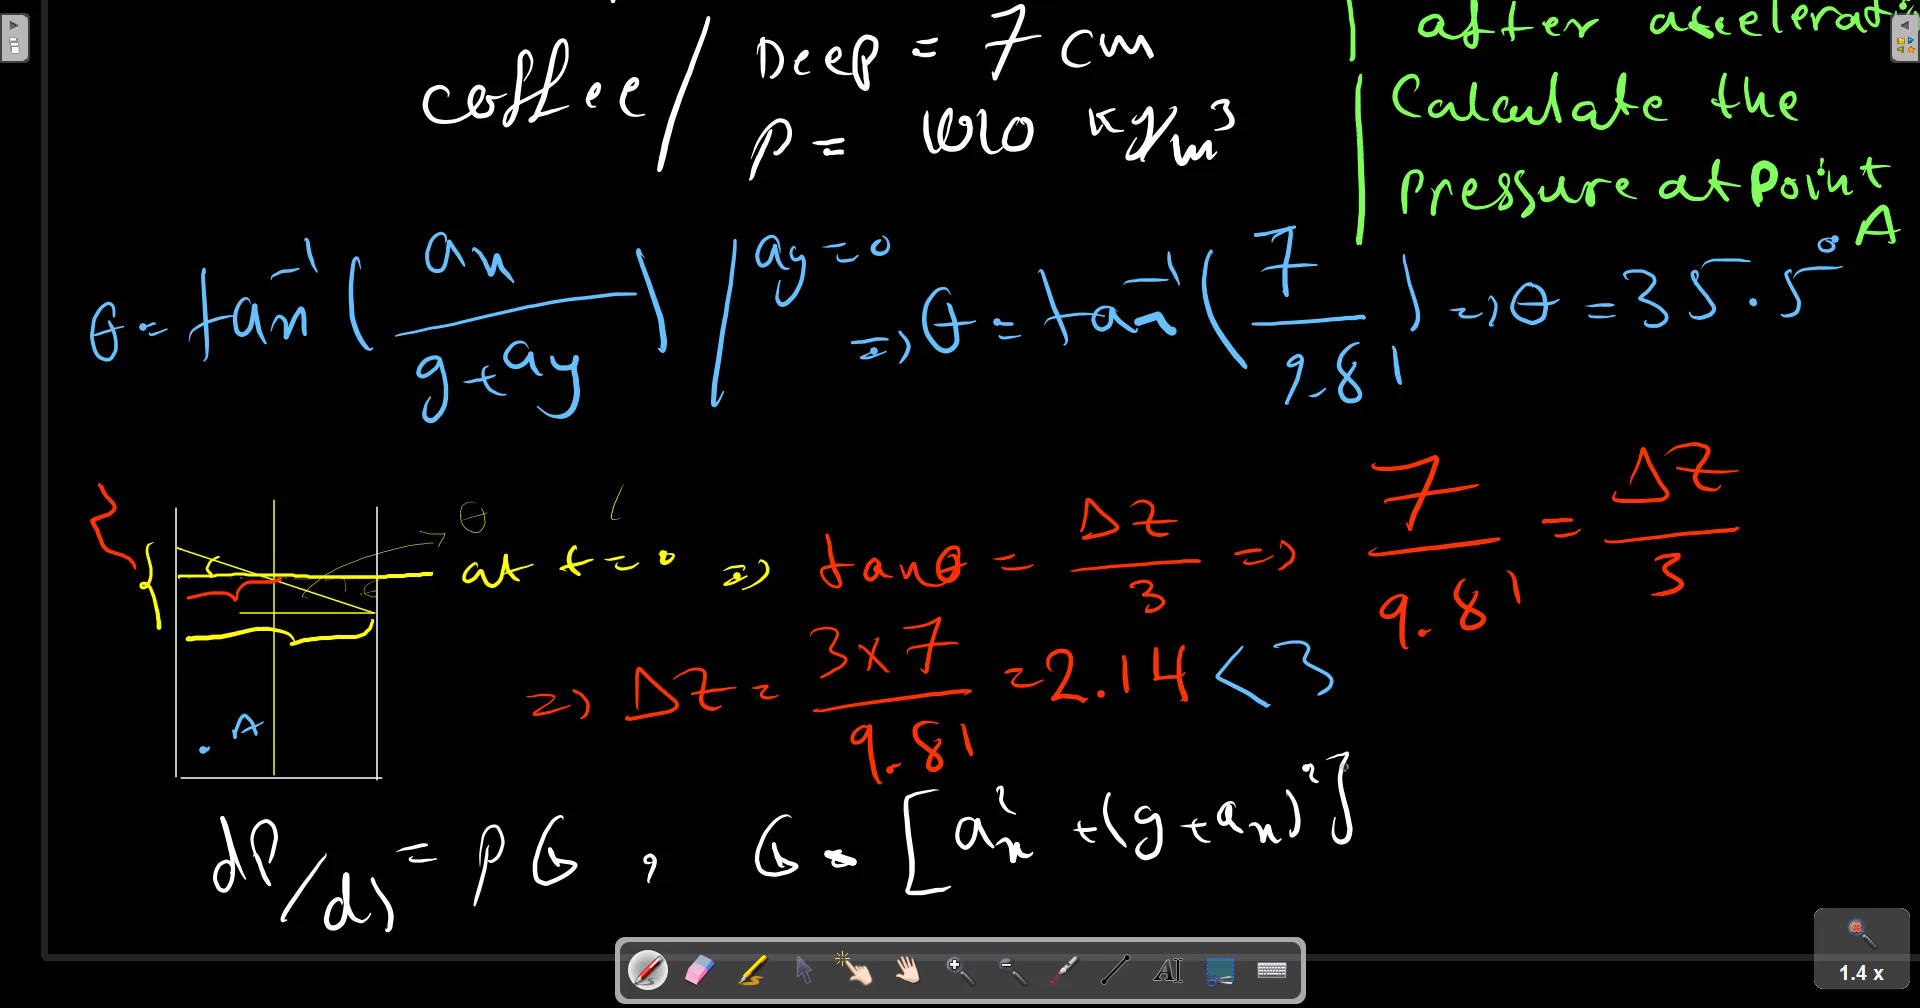 coffee / Deep = 7 cm
ρ = 1010 kg/m³
after
Calculate the
pressure at point
A
θ = tan⁻¹ ( ax / g + ay ) | ay = 0 => θ = tan⁻¹ ( 7 / 9.81 ) => θ = 35.5°
θ
at t = 0 => tanθ = ΔZ / 3 => 7 / 9.81 = ΔZ / 3
=> ΔZ = 3 x 7 / 9.81 = 2.14 < 3
. A
dP/ds = ρ G , G = [ax² + (g + ax)²]
AI
1.4 x